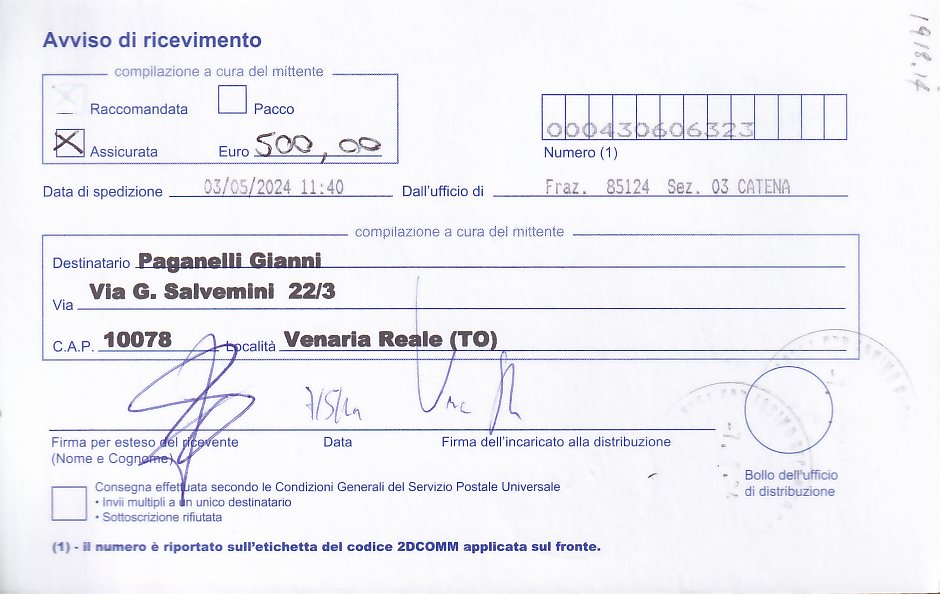 Avviso di ricevimento
compilazione a cura del mittente
Raccomandata Pacco
Assicurata Euro 500,00
000430606323
Numero (1)
Data di spedizione 03/05/2024 11:40 Dall'ufficio di Fraz. 85124 Sez. 03 CATENA
compilazione a cura del mittente
Destinatario Paganelli Gianni
Via Via G. Salvemini 22/3
C.A.P. 10078 Località Venaria Reale (TO)
7/5/24
Firma per esteso del ricevente Data Firma dell'incaricato alla distribuzione
(Nome e Cognome)
Bollo dell'ufficio
di distribuzione
Consegna effettuata secondo le Condizioni Generali del Servizio Postale Universale
• Invii multipli a un unico destinatario
• Sottoscrizione rifiutata
(1) - il numero è riportato sull'etichetta del codice 2DCOMM applicata sul fronte.